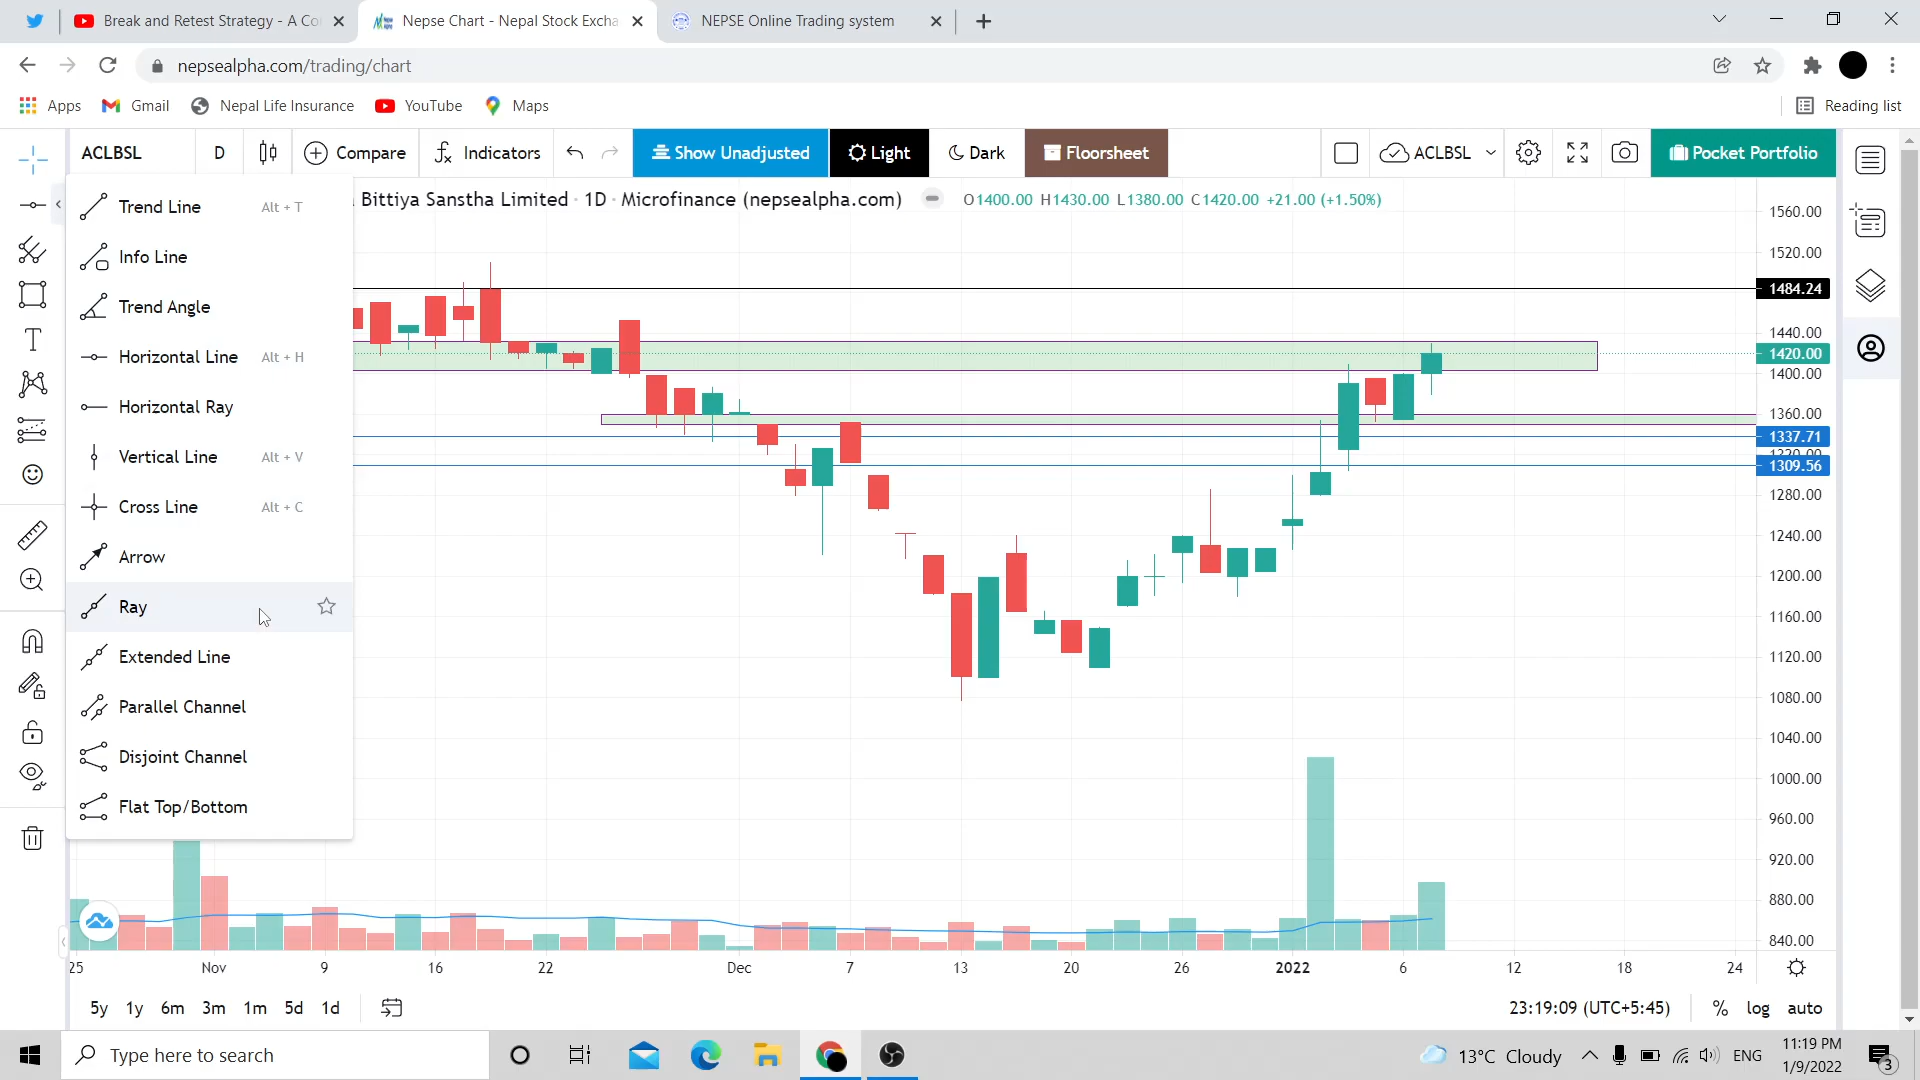 Break and Retest Strategy - A Co
Nepse Chart - Nepal Stock Excha
NEPSE Online Trading system
nepsealpha.com/trading/chart
Apps
Gmail
Nepal Life Insurance
YouTube
Maps
Reading list
ACLBSL
D
Compare
Indicators
Show Unadjusted
Light
Dark
Floorsheet
ACLBSL
Pocket Portfolio
Bittiya Sanstha Limited · 1D · Microfinance (nepsealpha.com)
O1400.00 H1430.00 L1380.00 C1420.00 +21.00 (+1.50%)
Trend Line Alt + T
Info Line
Trend Angle
Horizontal Line Alt + H
Horizontal Ray
Vertical Line Alt + V
Cross Line Alt + C
Arrow
Ray
Extended Line
Parallel Channel
Disjoint Channel
Flat Top/Bottom
1560.00
1520.00
1484.24
1440.00
1420.00
1400.00
1360.00
1337.71
1320.00
1309.56
1280.00
1240.00
1200.00
1160.00
1120.00
1080.00
1040.00
1000.00
960.00
920.00
880.00
840.00
25 Nov 9 16 22 Dec 7 13 20 26 2022 6 12 18 24
5y 1y 6m 3m 1m 5d 1d
23:19:09 (UTC+5:45)
% log auto
Type here to search
13°C Cloudy
ENG
11:19 PM
1/9/2022
3